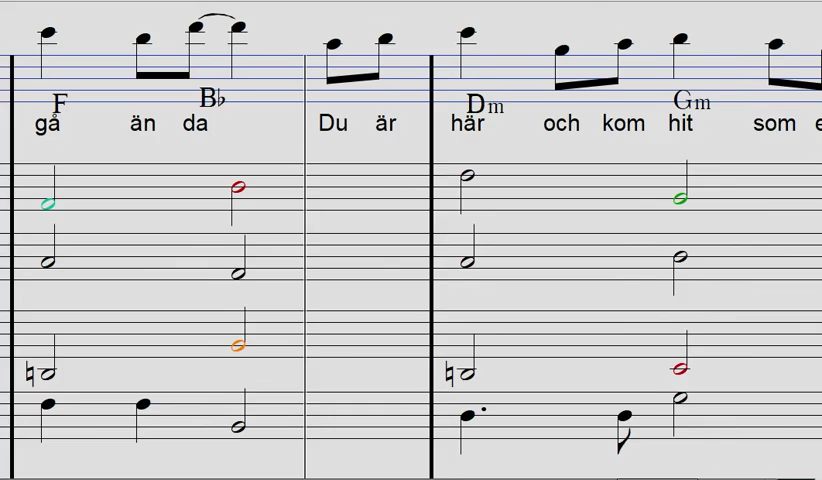 F B♭ Dm Gm
gå än da Du är här och kom hit som